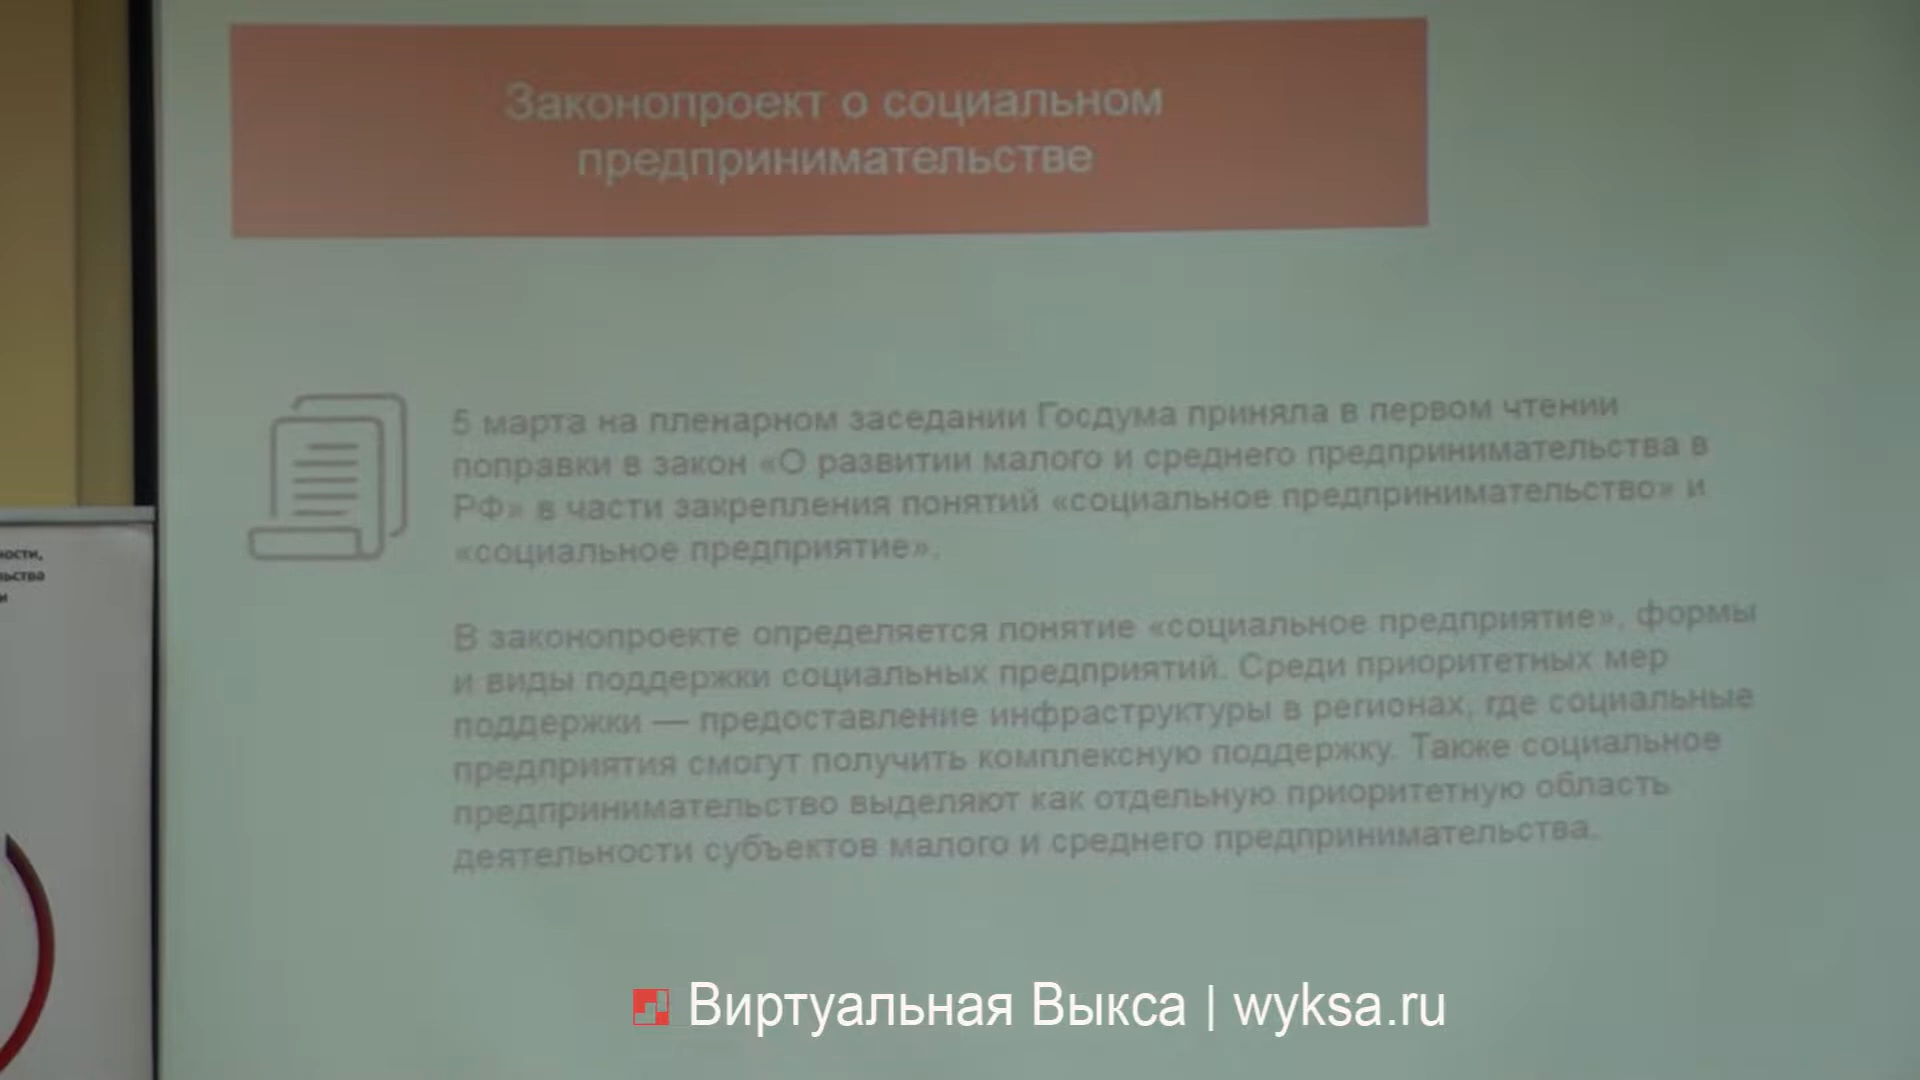 Законопроект о социальном
предпринимательстве
5 марта на пленарном заседании Госдума приняла в первом чтении
поправки в закон «О развитии малого и среднего предпринимательства в
РФ» в части закрепления понятий «социальное предпринимательство» и
«социальное предприятие».
В законопроекте определяется понятие «социальное предприятие», формы
и виды поддержки социальных предприятий. Среди приоритетных мер
поддержки — предоставление инфраструктуры в регионах, где социальные
предприятия смогут получить комплексную поддержку. Также социальное
предпринимательство выделяют как отдельную приоритетную область
деятельности субъектов малого и среднего предпринимательства.
ности,
льства
и
Виртуальная Выкса | wyksa.ru